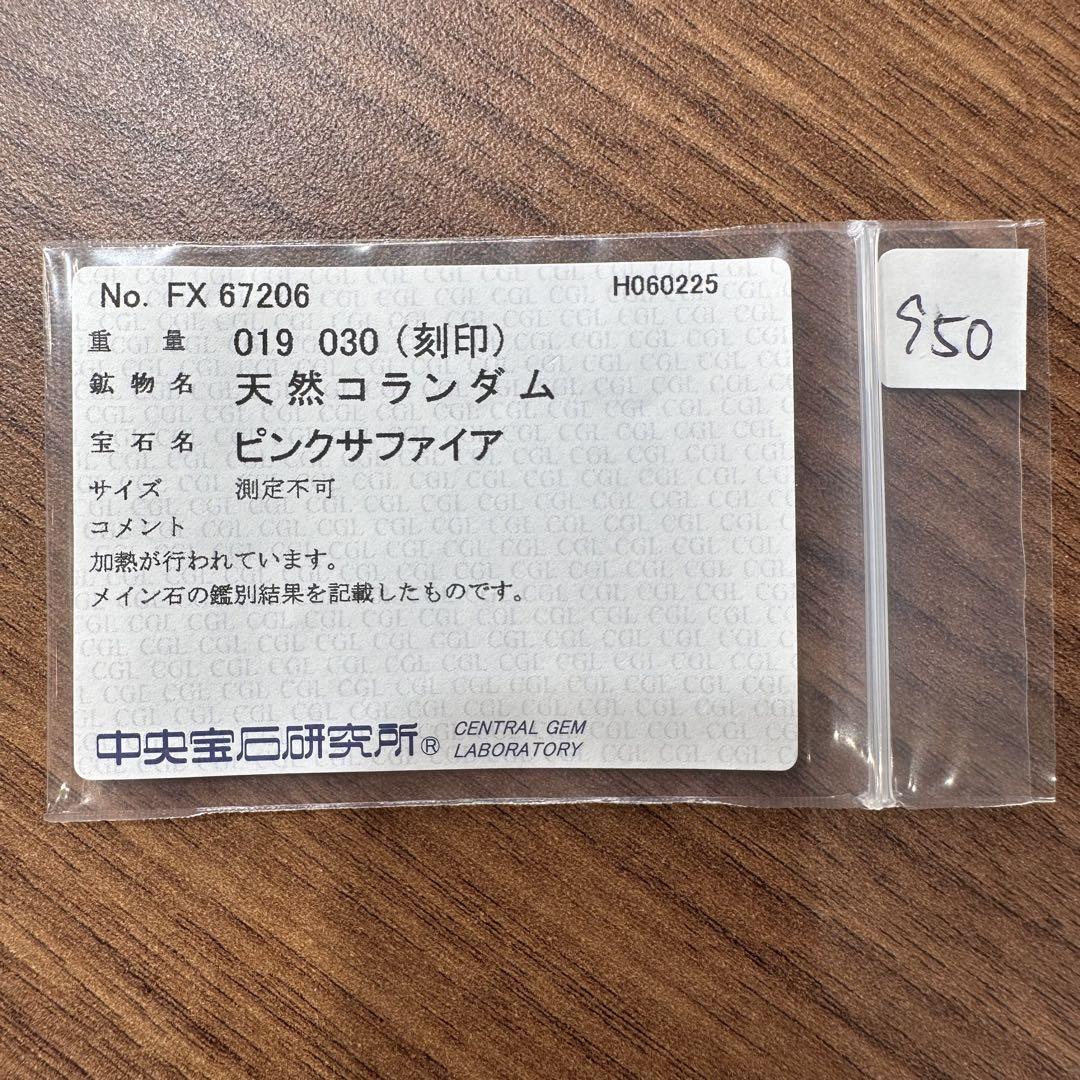 No. FX 67206 H060225
重量 019 030（刻印）
鉱物名 天然コランダム
宝石名 ピンクサファイア
サイズ 測定不可
コメント
加熱が行われています。
メイン石の鑑別結果を記載したものです。
中央宝石研究所® CENTRAL GEM
LABORATORY